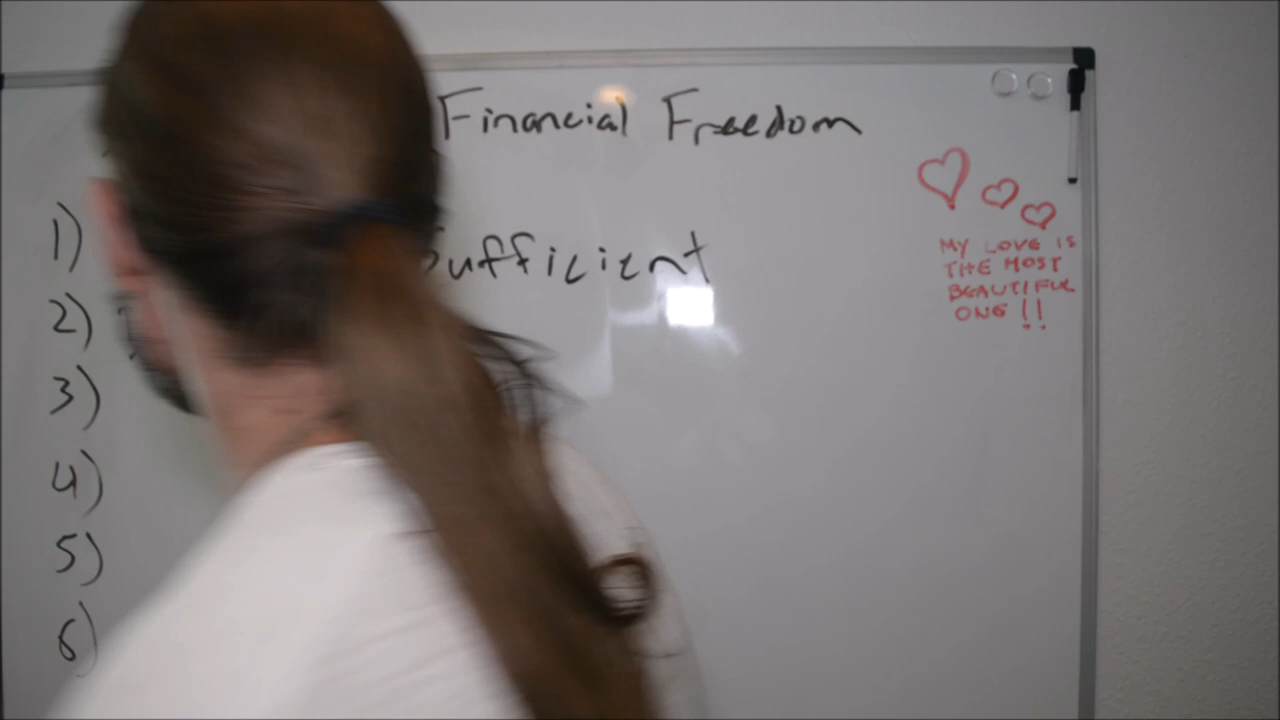 Financial Freedom
1) Sufficient
2)
3)
4)
5)
6)
MY LOVE IS
THE MOST
BEAUTIFUL
ONE !!